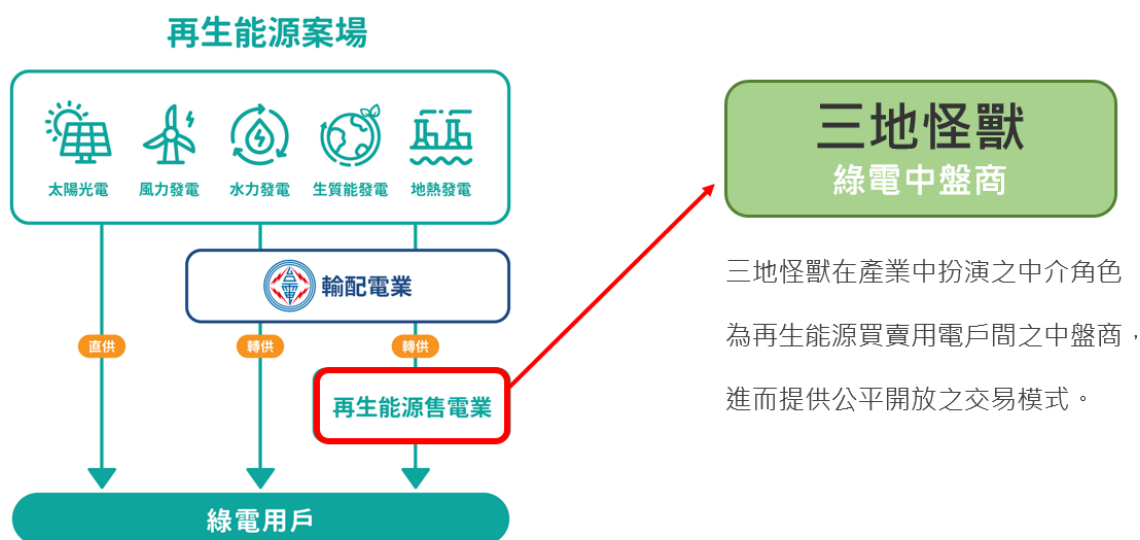 再生能源案場
太陽光電
風力發電
水力發電
生質能發電
地熱發電
台電
輸配電業
直供
轉供
轉供
再生能源售電業
綠電用戶
三地怪獸
綠電中盤商
三地怪獸在產業中扮演之中介角色
為再生能源買賣用電戶間之中盤商，
進而提供公平開放之交易模式。